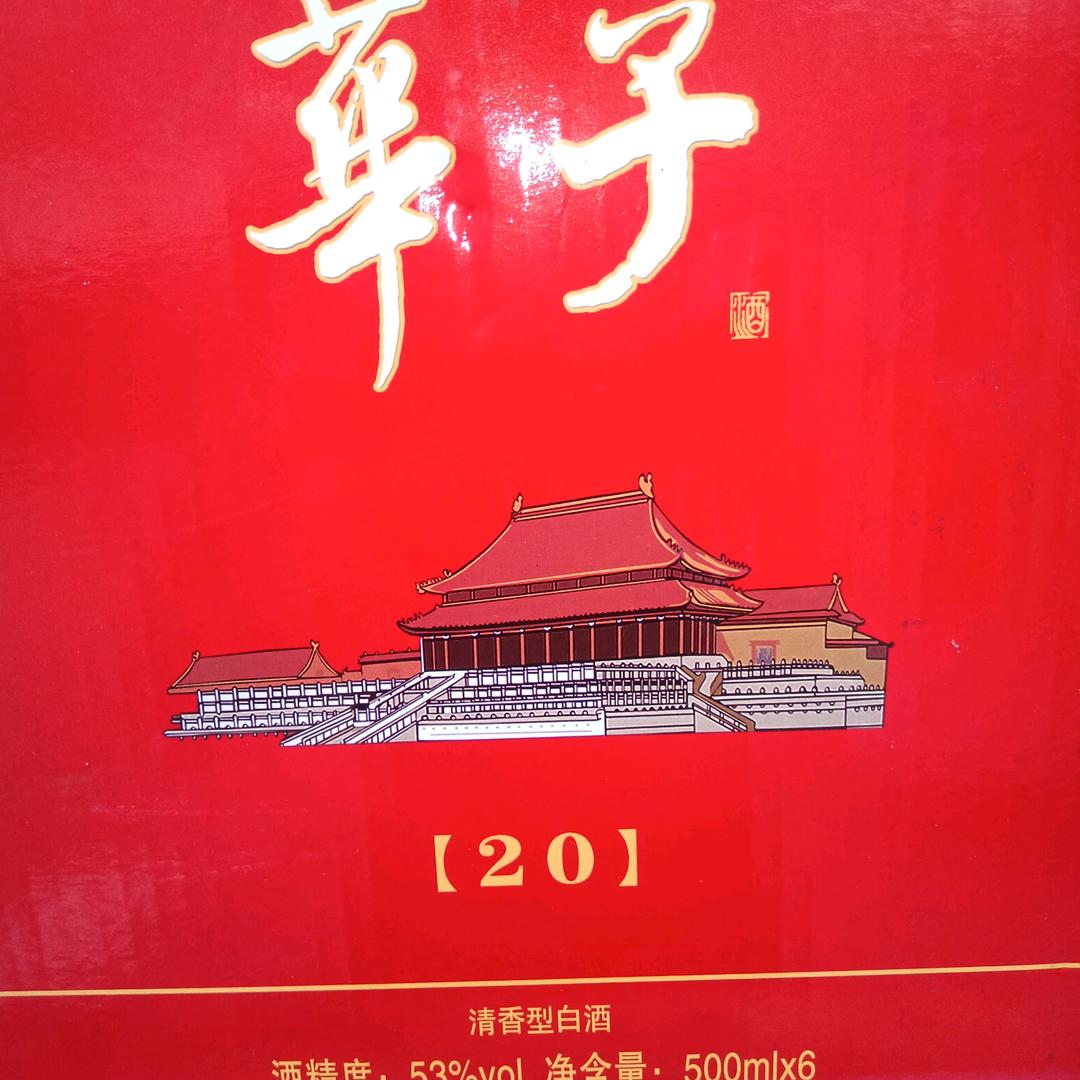 華子
酒
【20】
清香型白酒
酒精度：53%vol 净含量：500mlx6